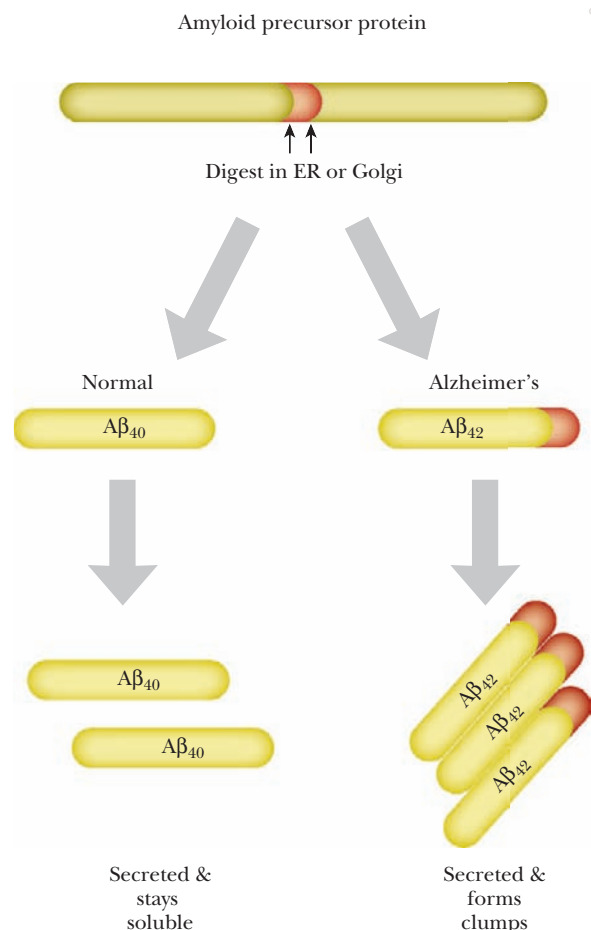 Amyloid precursor protein
Digest in ER or Golgi
Normal
Alzheimer's
Aβ₄₀
Aβ₄₂
Aβ₄₀
Aβ₄₀
Aβ₄₂
Aβ₄₂
Aβ₄₂
Secreted &
stays
soluble
Secreted &
forms
clumps